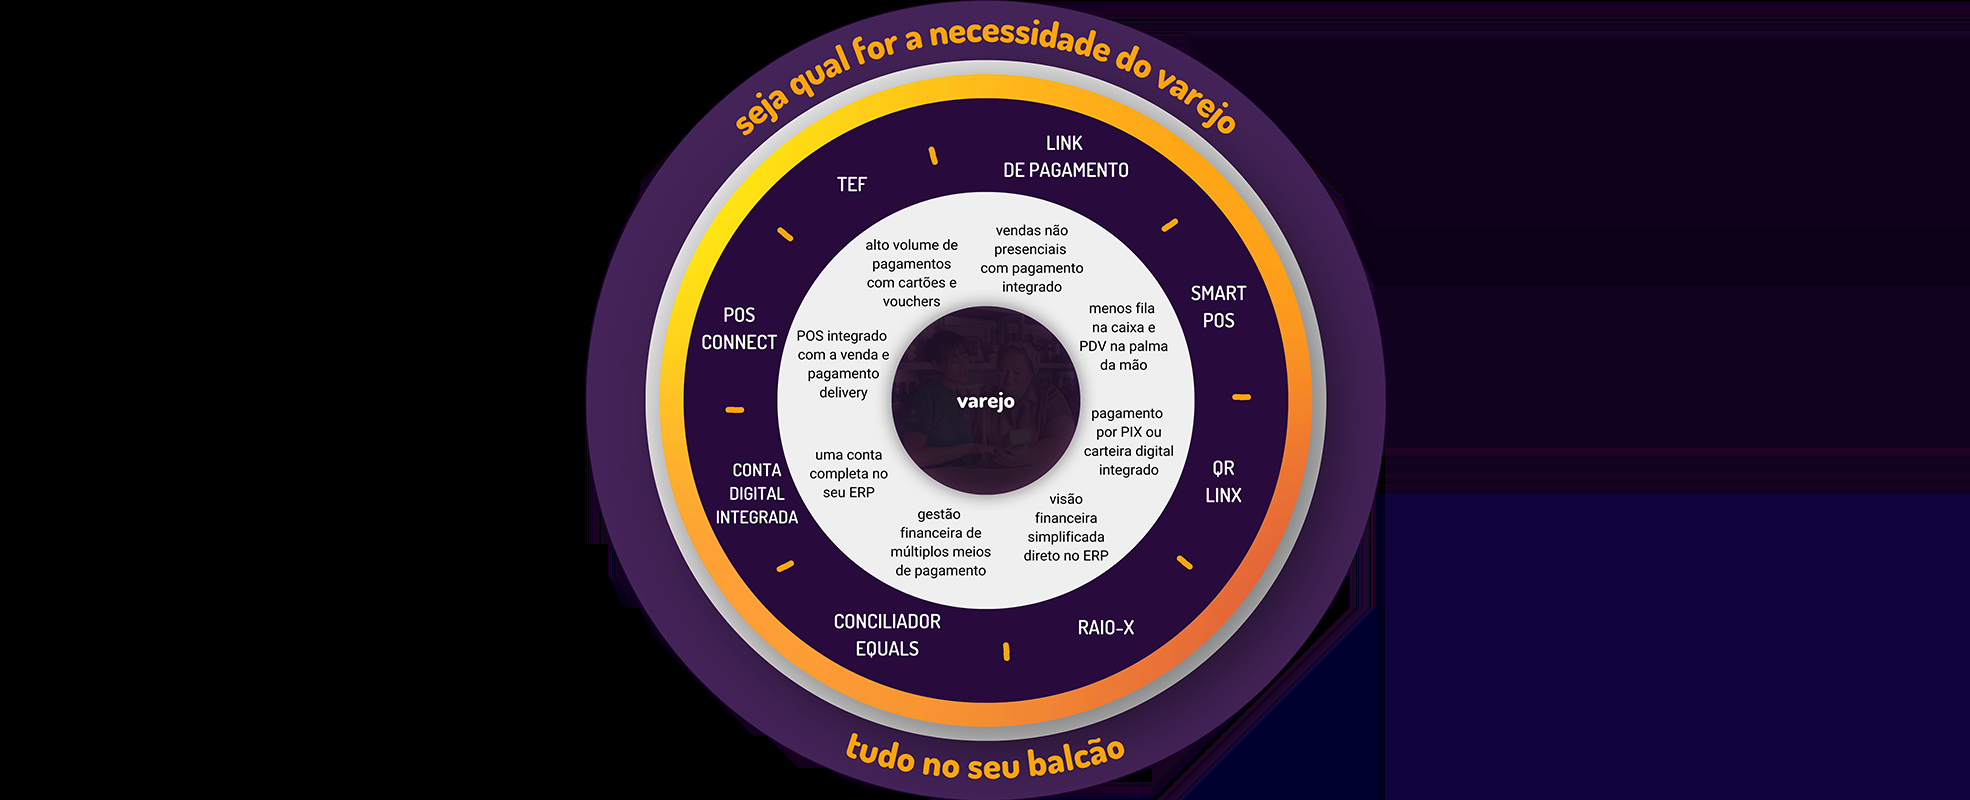 seja qual for a necessidade do varejo
LINK
DE PAGAMENTO
vendas não
presenciais
com pagamento
integrado
SMART
POS
menos fila
na caixa e
PDV na palma
da mão
QR
LINX
pagamento
por PIX ou
carteira digital
integrado
RAIO-X
visão
financeira
simplificada
direto no ERP
CONCILIADOR
EQUALS
gestão
financeira de
múltiplos meios
de pagamento
CONTA
DIGITAL
INTEGRADA
uma conta
completa no
seu ERP
POS
CONNECT
POS integrado
com a venda e
pagamento
delivery
TEF
alto volume de
pagamentos
com cartões e
vouchers
varejo
tudo no seu balcão